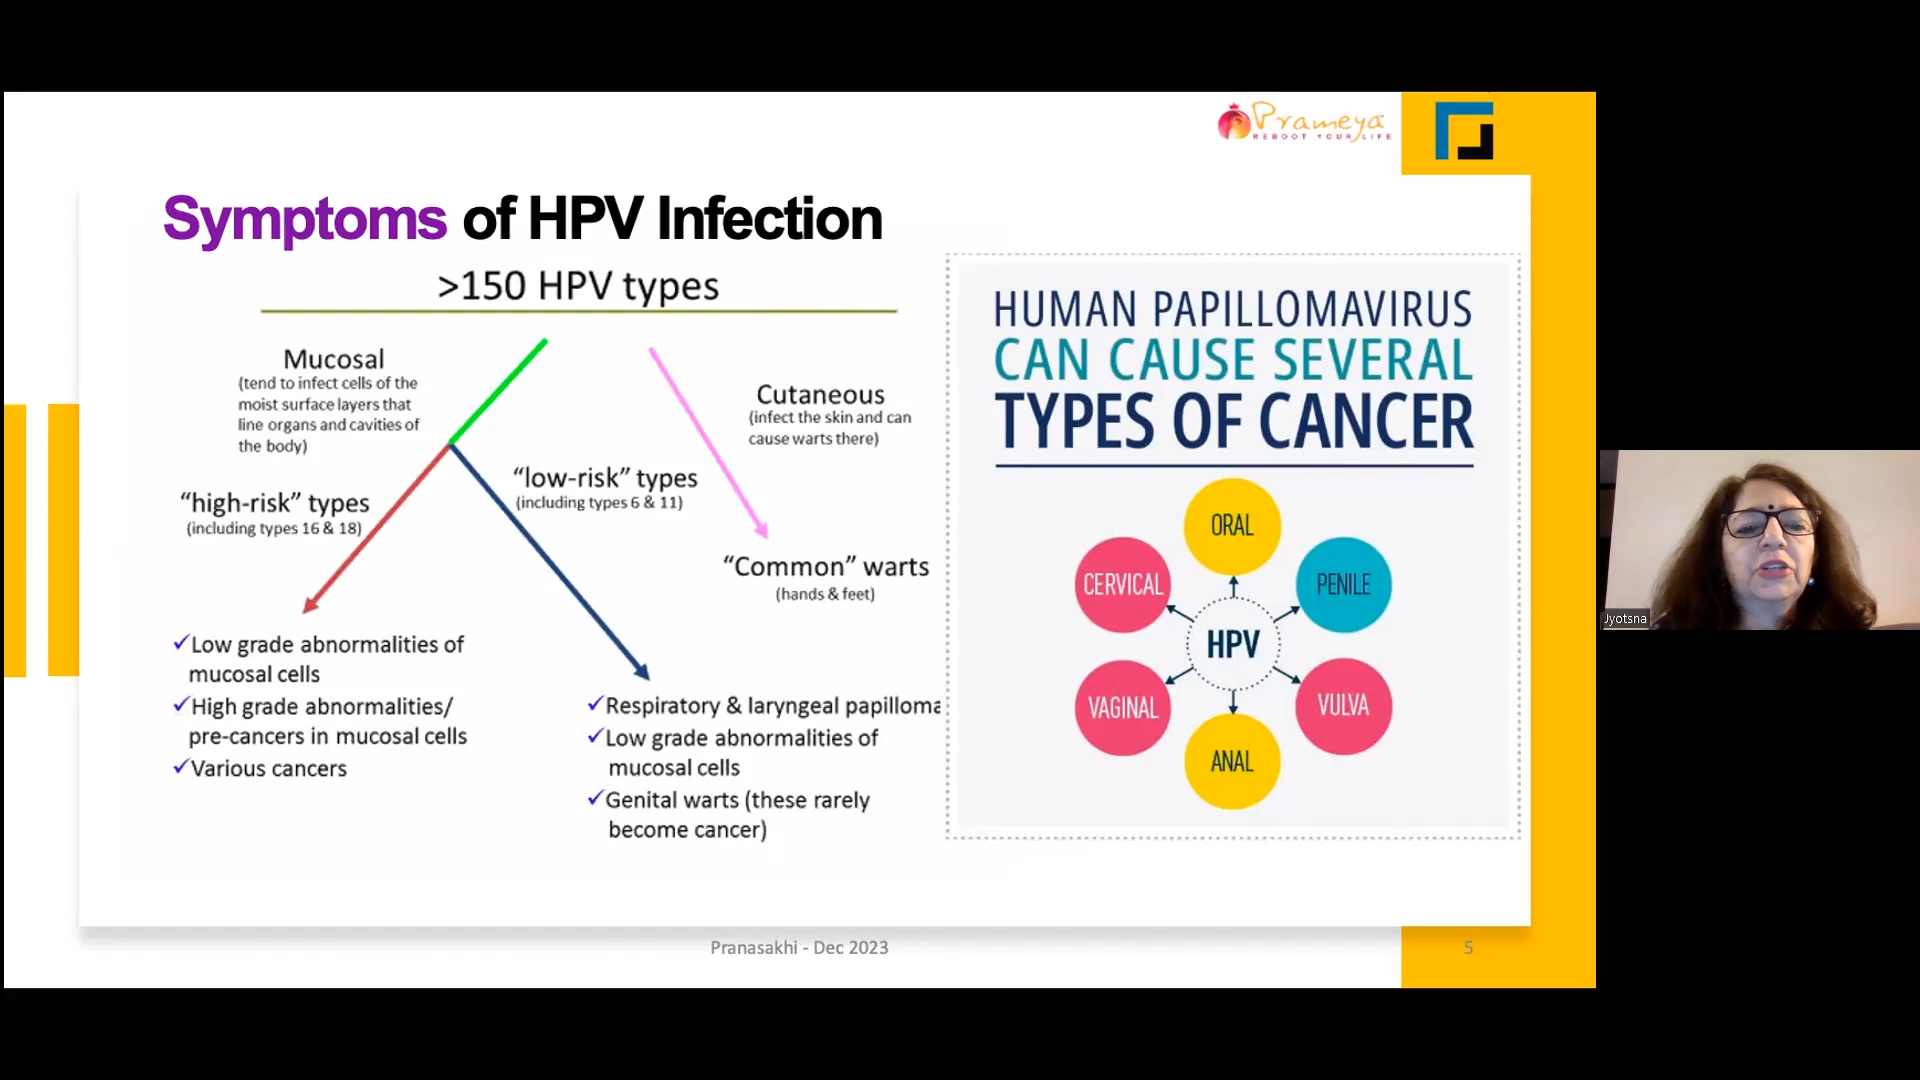 Prameya
REBOOT YOUR LIFE
Symptoms of HPV Infection
>150 HPV types
Mucosal
(tend to infect cells of the
moist surface layers that
line organs and cavities of
the body)
Cutaneous
(infect the skin and can
cause warts there)
“high-risk” types
(including types 16 & 18)
“low-risk” types
(including types 6 & 11)
“Common” warts
(hands & feet)
✓Low grade abnormalities of
mucosal cells
✓High grade abnormalities/
pre-cancers in mucosal cells
✓Various cancers
✓Respiratory & laryngeal papilloma
✓Low grade abnormalities of
mucosal cells
✓Genital warts (these rarely
become cancer)
HUMAN PAPILLOMAVIRUS
CAN CAUSE SEVERAL
TYPES OF CANCER
ORAL
CERVICAL
PENILE
HPV
VAGINAL
VULVA
ANAL
Pranasakhi - Dec 2023
5
Jyotsna